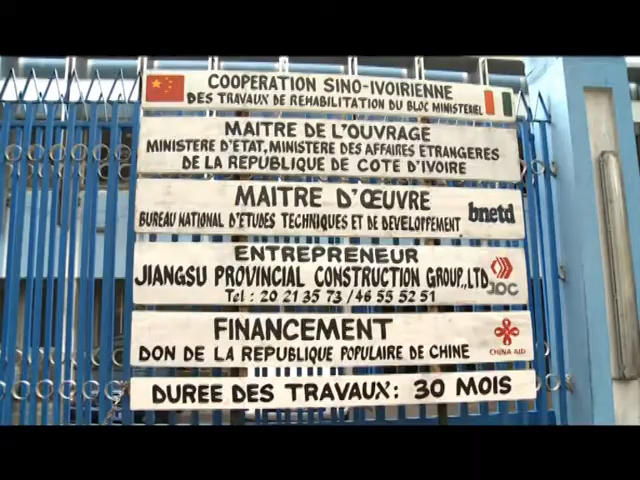 COOPERATION SINO-IVOIRIENNE
DES TRAVAUX DE REHABILITATION DU BLOC MINISTERIEL
MAITRE DE L'OUVRAGE
MINISTERE D'ETAT, MINISTERE DES AFFAIRES ETRANGERES
DE LA REPUBLIQUE DE COTE D'IVOIRE
MAITRE D'ŒUVRE
BUREAU NATIONAL D'ETUDES TECHNIQUES ET DE DEVELOPPEMENT
bnetd
ENTREPRENEUR
JIANGSU PROVINCIAL CONSTRUCTION GROUP.,LTD
Tel : 20 21 35 73 / 46 55 52 51
JOC
FINANCEMENT
DON DE LA REPUBLIQUE POPULAIRE DE CHINE
CHINA AID
DUREE DES TRAVAUX: 30 MOIS